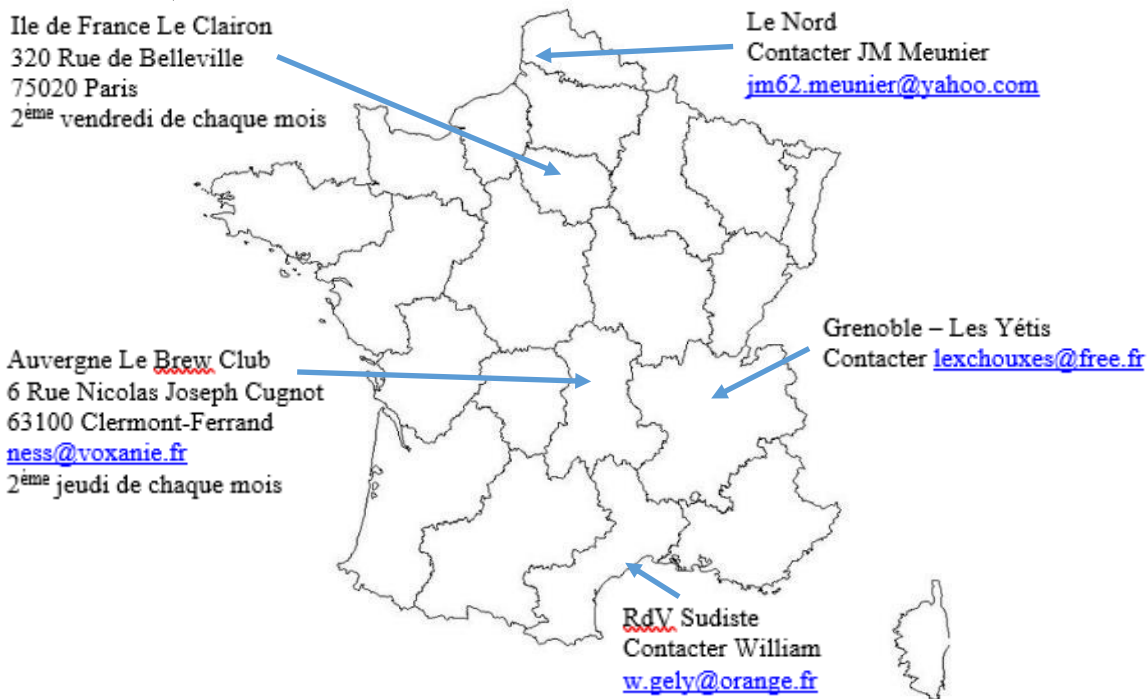 Ile de France Le Clairon
320 Rue de Belleville
75020 Paris
2ème vendredi de chaque mois
Le Nord
Contacter JM Meunier
jm62.meunier@yahoo.com
Grenoble – Les Yétis
Contacter lexchouxes@free.fr
Auvergne Le Brew Club
6 Rue Nicolas Joseph Cugnot
63100 Clermont-Ferrand
ness@voxanie.fr
2ème jeudi de chaque mois
RdV Sudiste
Contacter William
w.gely@orange.fr